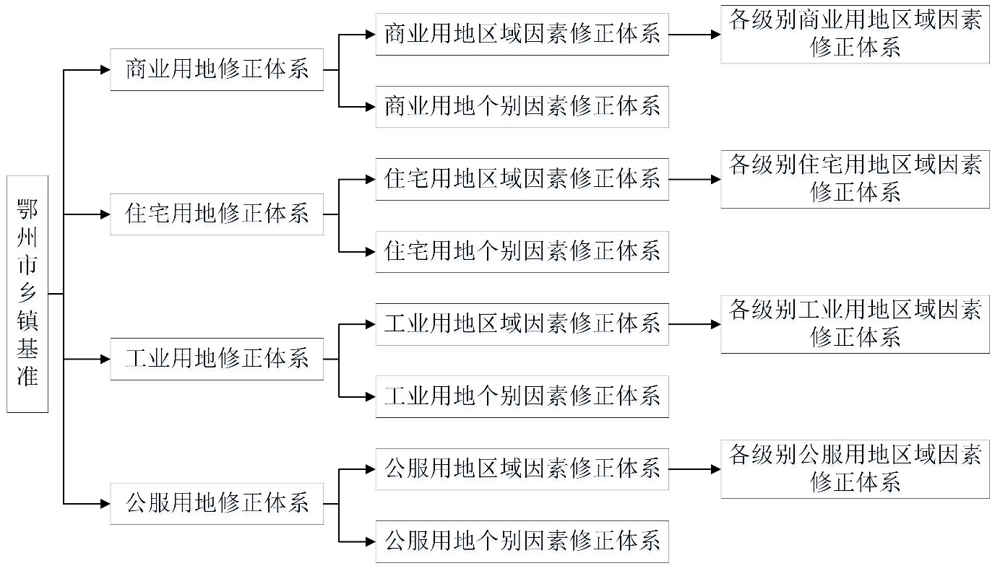 鄂州市乡镇基准
商业用地修正体系
商业用地区域因素修正体系
各级别商业用地区域因素
修正体系
商业用地个别因素修正体系
住宅用地修正体系
住宅用地区域因素修正体系
各级别住宅用地区域因素
修正体系
住宅用地个别因素修正体系
工业用地修正体系
工业用地区域因素修正体系
各级别工业用地区域因素
修正体系
工业用地个别因素修正体系
公服用地修正体系
公服用地区域因素修正体系
各级别公服用地区域因素
修正体系
公服用地个别因素修正体系